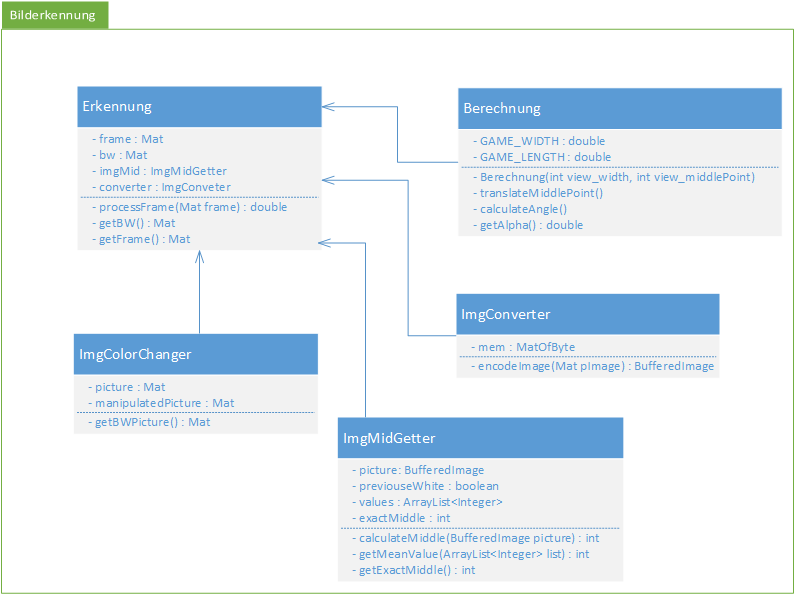 Bilderkennung
Erkennung
- frame : Mat
- bw : Mat
- imgMid : ImgMidGetter
- converter : ImgConveter
- processFrame(Mat frame) : double
- getBW() : Mat
- getFrame() : Mat
Berechnung
- GAME_WIDTH : double
- GAME_LENGTH : double
- Berechnung(int view_width, int view_middlePoint)
- translateMiddlePoint()
- calculateAngle()
- getAlpha() : double
ImgConverter
- mem : MatOfByte
- encodeImage(Mat pImage) : BufferedImage
ImgColorChanger
- picture : Mat
- manipulatedPicture : Mat
- getBWPicture() : Mat
ImgMidGetter
- picture: BufferedImage
- previouseWhite : boolean
- values : ArrayList<Integer>
- exactMiddle : int
- calculateMiddle(BufferedImage picture) : int
- getMeanValue(ArrayList<Integer> list) : int
- getExactMiddle() : int